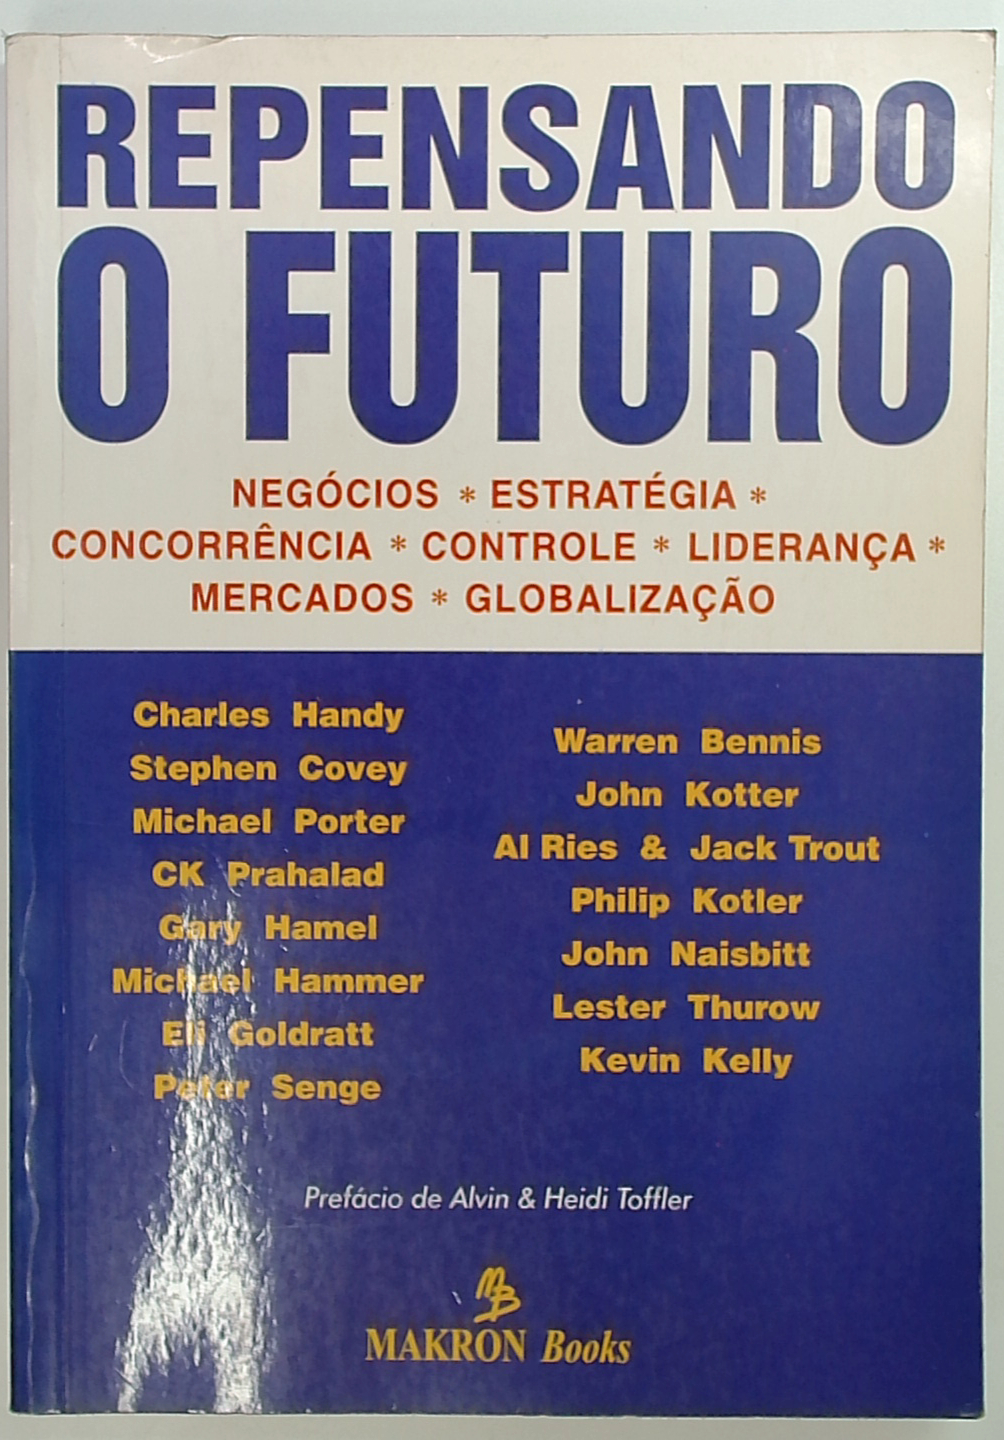 REPENSANDO
O FUTURO
NEGÓCIOS * ESTRATÉGIA *
CONCORRÊNCIA * CONTROLE * LIDERANÇA *
MERCADOS * GLOBALIZAÇÃO
Charles Handy
Stephen Covey
Michael Porter
CK Prahalad
Gary Hamel
Michael Hammer
Eli Goldratt
Peter Senge
Warren Bennis
John Kotter
Al Ries & Jack Trout
Philip Kotler
John Naisbitt
Lester Thurow
Kevin Kelly
Prefácio de Alvin & Heidi Toffler
MB
MAKRON Books